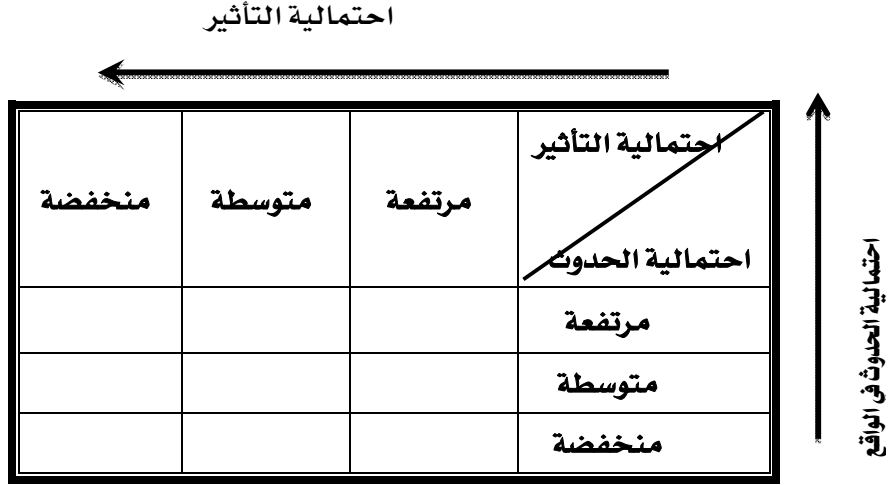 احتمالية التأثير
احتمالية التأثير
احتمالية الحدوث
مرتفعة
متوسطة
منخفضة
مرتفعة
متوسطة
منخفضة
احتمالية الحدوث في الواقع